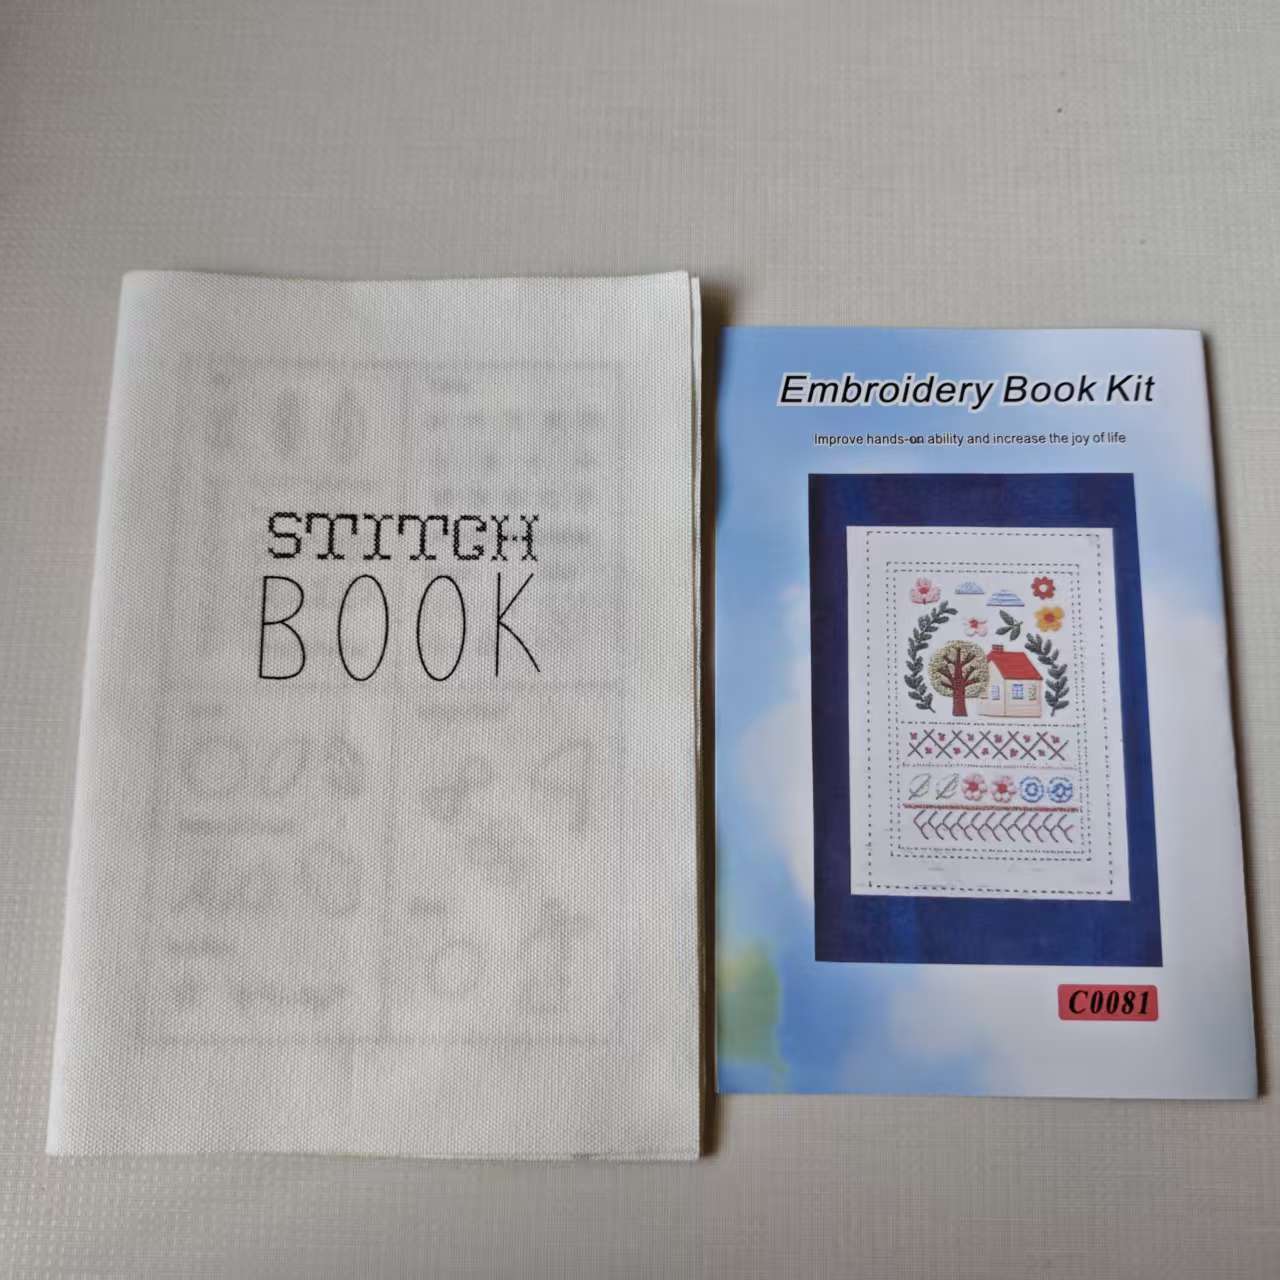 STITCH
BOOK
Embroidery Book Kit
Improve hands-on ability and increase the joy of life
C0081